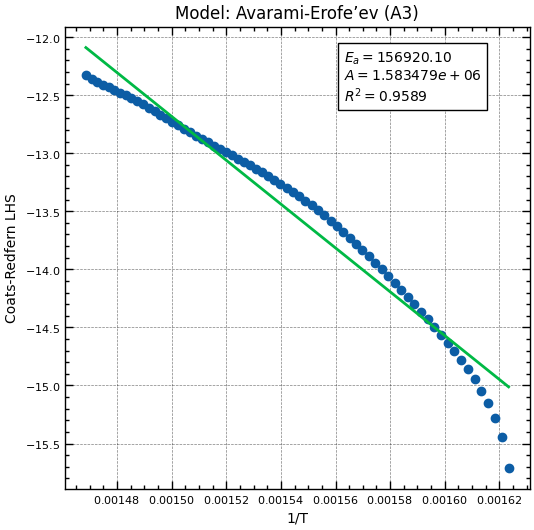 Model: Avarami-Erofe’ev (A3)
Eₐ = 156920.10
A = 1.583479e + 06
R² = 0.9589
Coats-Redfern LHS
−12.0
−12.5
−13.0
−13.5
−14.0
−14.5
−15.0
−15.5
0.00148 0.00150 0.00152 0.00154 0.00156 0.00158 0.00160 0.00162
1/T